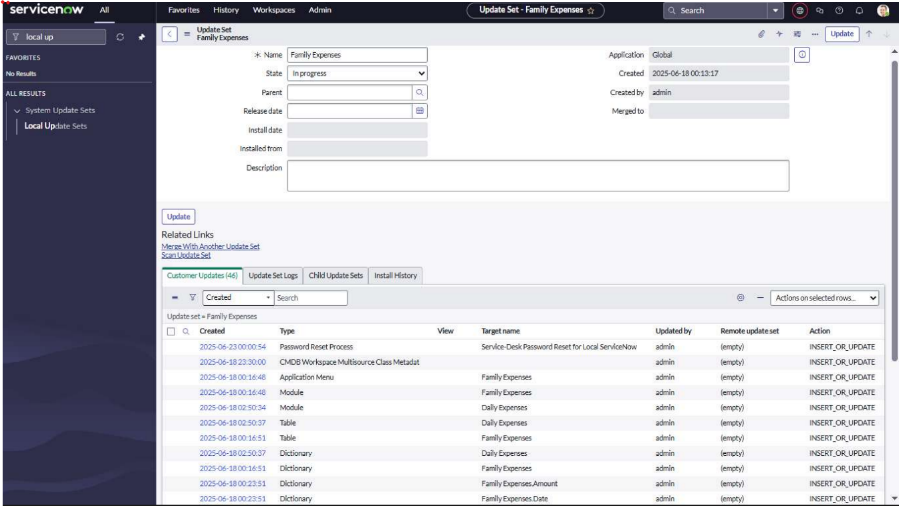 servicenow All Favorites History Workspaces Admin Update Set - Family Expenses Search
local up
FAVORITES
No Results
ALL RESULTS
System Update Sets
Local Update Sets
Update Set
Family Expenses
Update
Name Family Expenses Application Global
State In progress Created 2025-06-18 00:13:17
Parent Created by admin
Release date Merged to
Install date
Installed from
Description
Update
Related Links
Merge With Another Update Set
Scan Update Set
Customer Updates (46) Update Set Logs Child Update Sets Install History
Created Search Actions on selected rows...
Update set = Family Expenses
Created Type View Target name Updated by Remote update set Action
2025-06-23 00:00:54 Password Reset Process Service-Desk Password Reset for Local ServiceNow admin (empty) INSERT_OR_UPDATE
2025-06-18 23:30:00 CMDB Workspace Multisource Class Metadat admin (empty) INSERT_OR_UPDATE
2025-06-18 00:16:48 Application Menu Family Expenses admin (empty) INSERT_OR_UPDATE
2025-06-18 00:16:48 Module Family Expenses admin (empty) INSERT_OR_UPDATE
2025-06-18 02:50:34 Module Daily Expenses admin (empty) INSERT_OR_UPDATE
2025-06-18 02:50:37 Table Daily Expenses admin (empty) INSERT_OR_UPDATE
2025-06-18 00:16:51 Table Family Expenses admin (empty) INSERT_OR_UPDATE
2025-06-18 02:50:37 Dictionary Daily Expenses admin (empty) INSERT_OR_UPDATE
2025-06-18 00:16:51 Dictionary Family Expenses admin (empty) INSERT_OR_UPDATE
2025-06-18 00:23:51 Dictionary Family Expenses.Amount admin (empty) INSERT_OR_UPDATE
2025-06-18 00:23:51 Dictionary Family Expenses.Date admin (empty) INSERT_OR_UPDATE